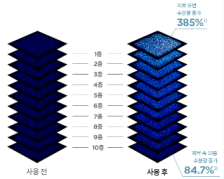 피부 표면
수분량 증가
385%¹⁾
1층
2층
3층
4층
5층
6층
7층
8층
9층
10층
피부 속 10층
수분량 증가
84.7%
사용 전
사용 후